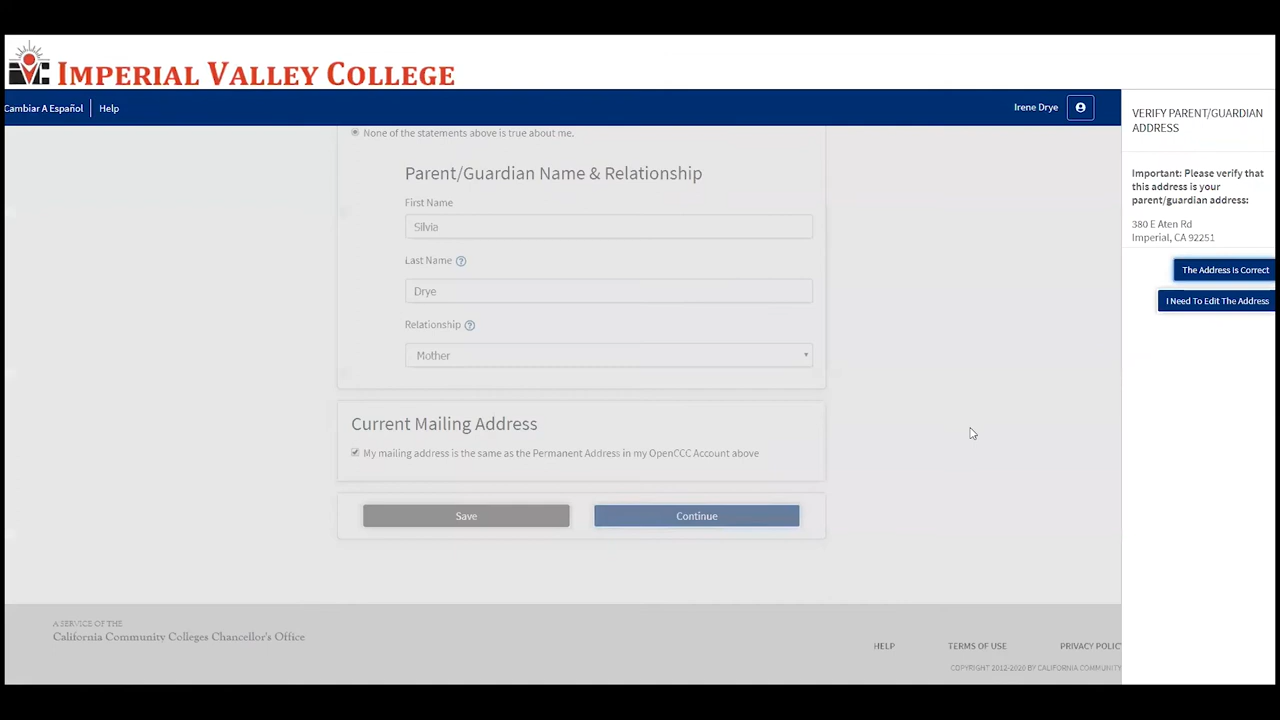 IMPERIAL VALLEY COLLEGE
Cambiar A Español
Help
Irene Drye
None of the statements above is true about me.
Parent/Guardian Name & Relationship
First Name
Silvia
Last Name
Drye
Relationship
Mother
Current Mailing Address
My mailing address is the same as the Permanent Address in my OpenCCC Account above
Save
Continue
VERIFY PARENT/GUARDIAN
ADDRESS
Important: Please verify that
this address is your
parent/guardian address:
380 E Aten Rd
Imperial, CA 92251
The Address Is Correct
I Need To Edit The Address
A SERVICE OF THE
California Community Colleges Chancellor's Office
HELP
TERMS OF USE
PRIVACY POLIC
COPYRIGHT 2012-2020 BY CALIFORNIA COMMUNITY